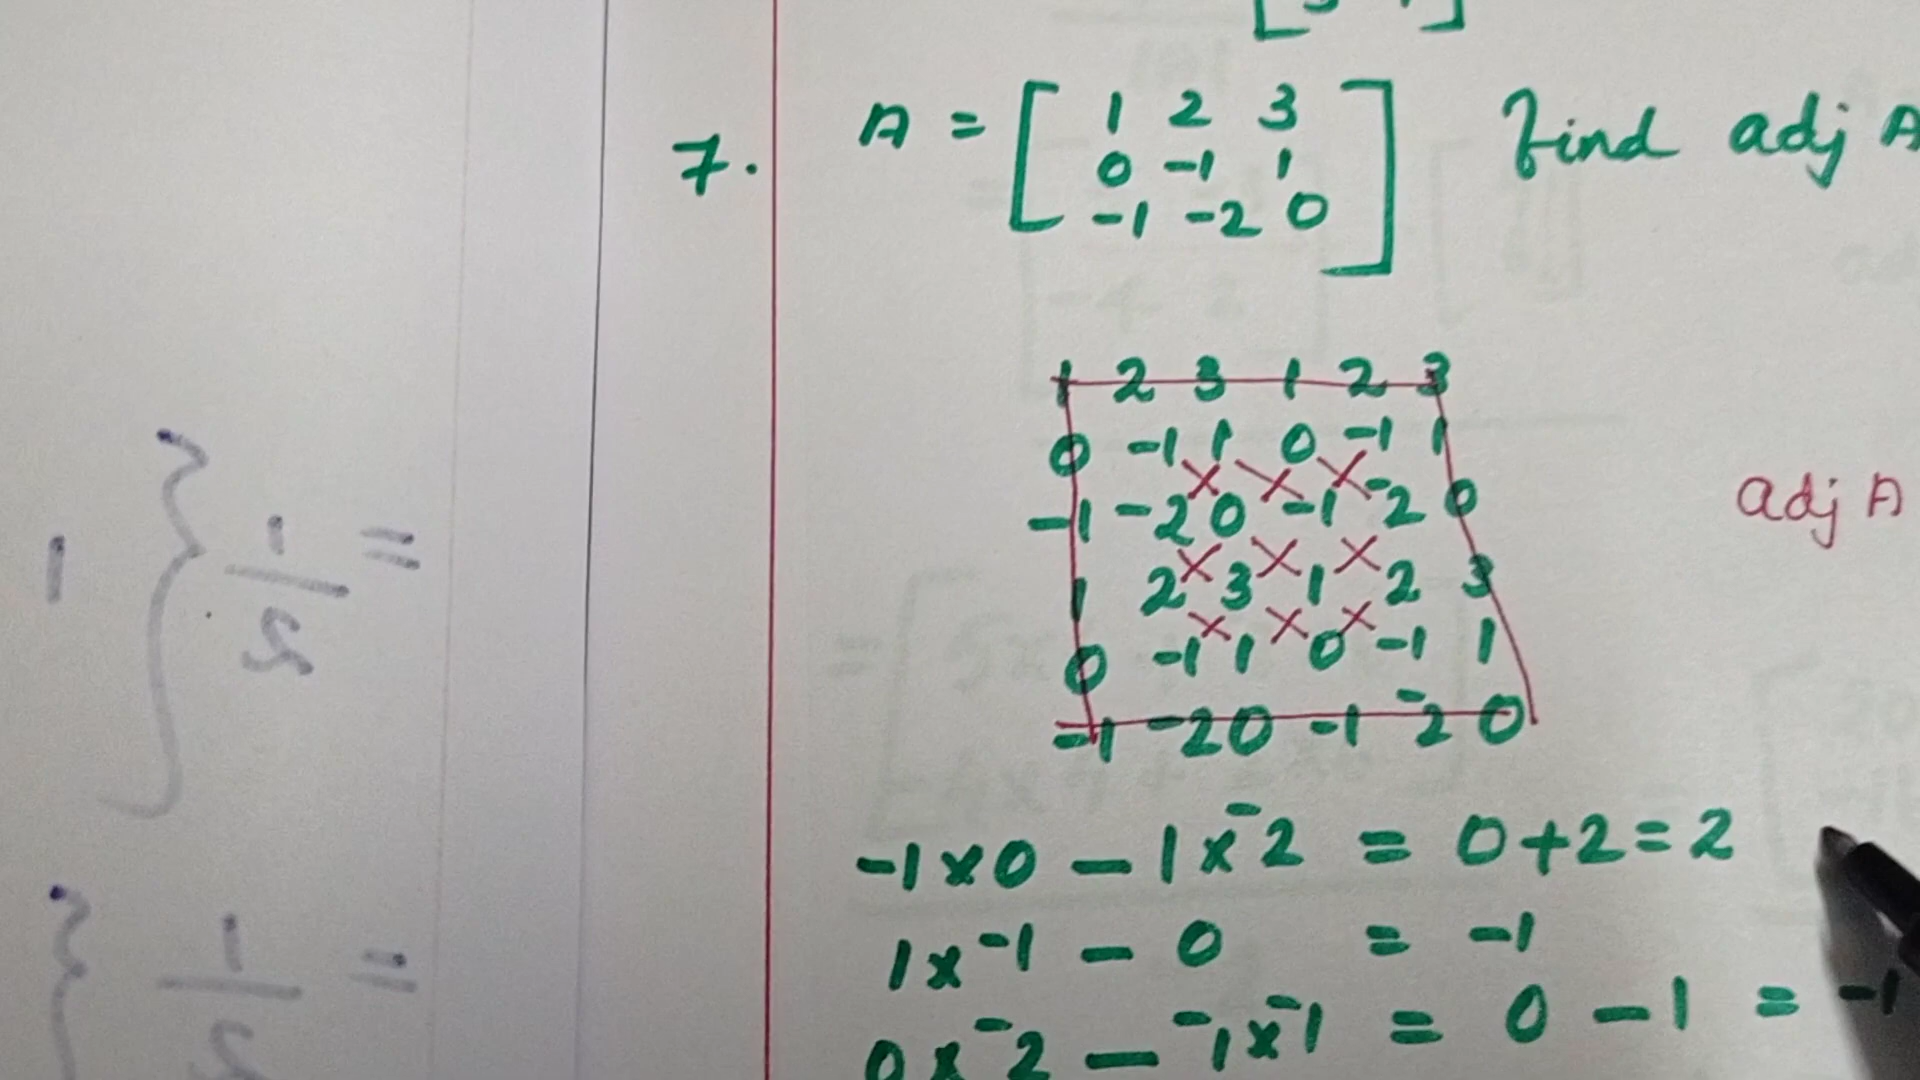 7. A = [ 1 2 3 Find adj A
0 -1 1
-1 -2 0 ]
1 2 3 1 2 3
0 -1 1 0 -1 1
-1 -2 0 -1 -2 0
adj A
1 2 3 1 2 3
0 -1 1 0 -1 1
-1 -2 0 -1 -2 0
-1 x 0 - 1 x -2 = 0 + 2 = 2
1 x -1 - 0 = -1
0 x -2 - -1 x -1 = 0 - 1 = -1